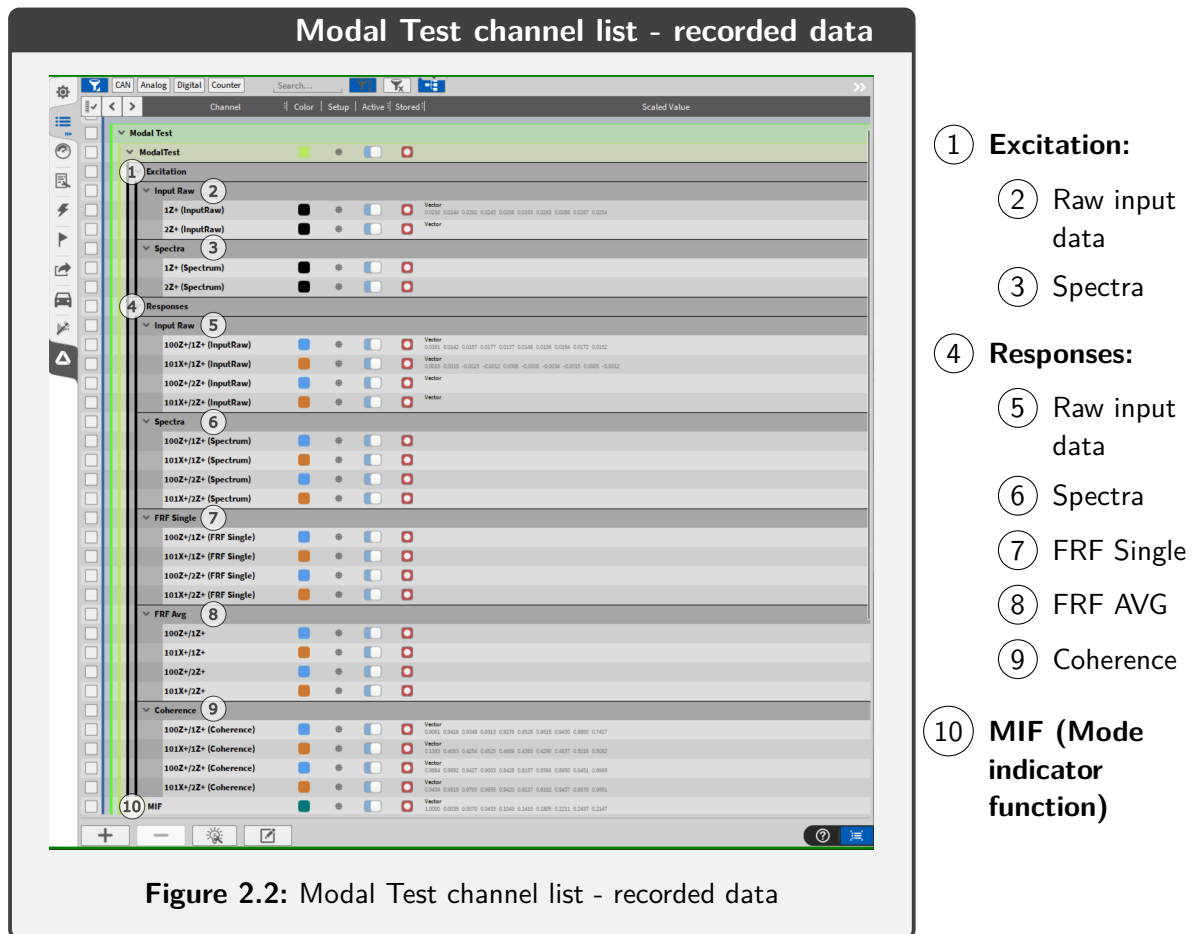 Modal Test channel list - recorded data
CAN Analog Digital Counter Search...
Channel Color Setup Active Stored Scaled Value
Modal Test
ModalTest
1 Excitation
Input Raw 2
1Z+ (InputRaw) Vector
2Z+ (InputRaw) Vector
Spectra 3
1Z+ (Spectrum)
2Z+ (Spectrum)
4 Responses
Input Raw 5
100Z+/1Z+ (InputRaw) Vector
101X+/1Z+ (InputRaw) Vector
100Z+/2Z+ (InputRaw) Vector
101X+/2Z+ (InputRaw) Vector
Spectra 6
100Z+/1Z+ (Spectrum)
101X+/1Z+ (Spectrum)
100Z+/2Z+ (Spectrum)
101X+/2Z+ (Spectrum)
FRF Single 7
100Z+/1Z+ (FRF Single)
101X+/1Z+ (FRF Single)
100Z+/2Z+ (FRF Single)
101X+/2Z+ (FRF Single)
FRF Avg 8
100Z+/1Z+
101X+/1Z+
100Z+/2Z+
101X+/2Z+
Coherence 9
100Z+/1Z+ (Coherence) Vector
101X+/1Z+ (Coherence) Vector
100Z+/2Z+ (Coherence) Vector
101X+/2Z+ (Coherence) Vector
10 MIF Vector
Figure 2.2: Modal Test channel list - recorded data
1 Excitation:
2 Raw input
data
3 Spectra
4 Responses:
5 Raw input
data
6 Spectra
7 FRF Single
8 FRF AVG
9 Coherence
10 MIF (Mode
indicator
function)